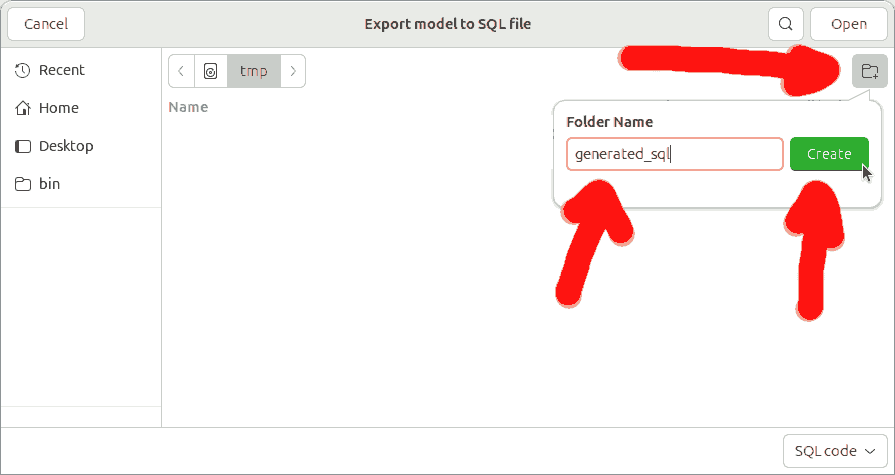 Cancel
Export model to SQL file
Open
Recent
tmp
Home
Name
Desktop
Folder Name
bin
generated_sql
Create
SQL code